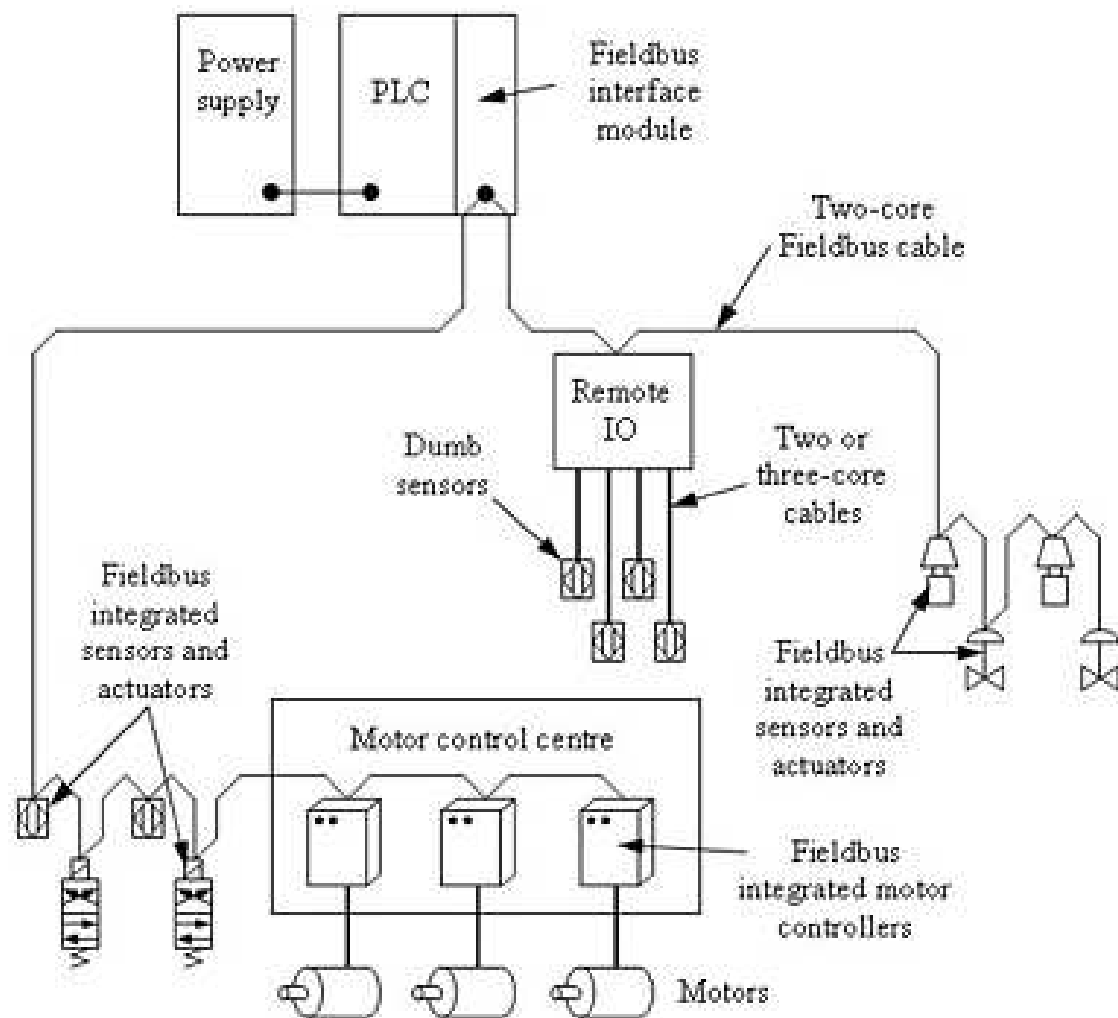 Power
supply
PLC
Fieldbus
interface
module
Two-core
Fieldbus cable
Remote
IO
Dumb
sensors
Two or
three-core
cables
Fieldbus
integrated
sensors and
actuators
Fieldbus
integrated
sensors and
actuators
Motor control centre
Fieldbus
integrated motor
controllers
Motors